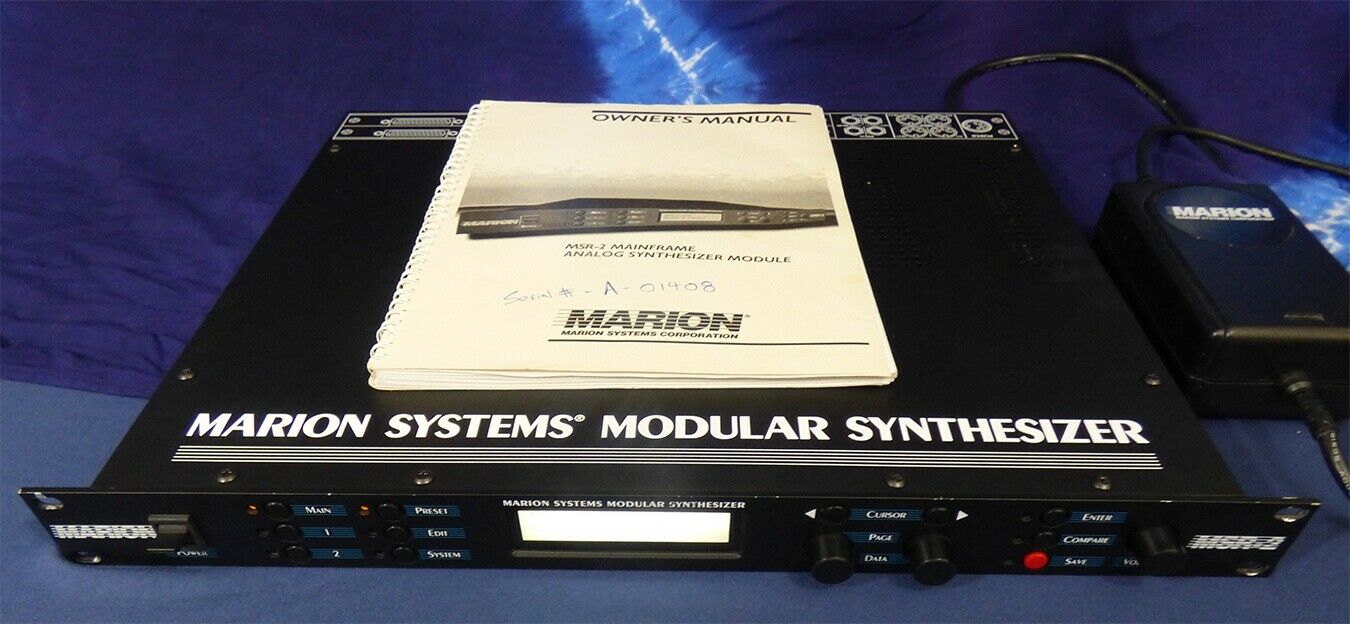 OWNER'S MANUAL
MARION
MSR-2 MAINFRAME
ANALOG SYNTHESIZER MODULE
Serial # - A - 01408
MARION®
MARION SYSTEMS CORPORATION
POWER
MARION
MARION SYSTEMS® MODULAR SYNTHESIZER
MARION SYSTEMS MODULAR SYNTHESIZER
MARION
POWER
MAIN
1
2
PRESET
EDIT
SYSTEM
CURSOR
PAGE
DATA
ENTER
COMPARE
SAVE
MSR-2